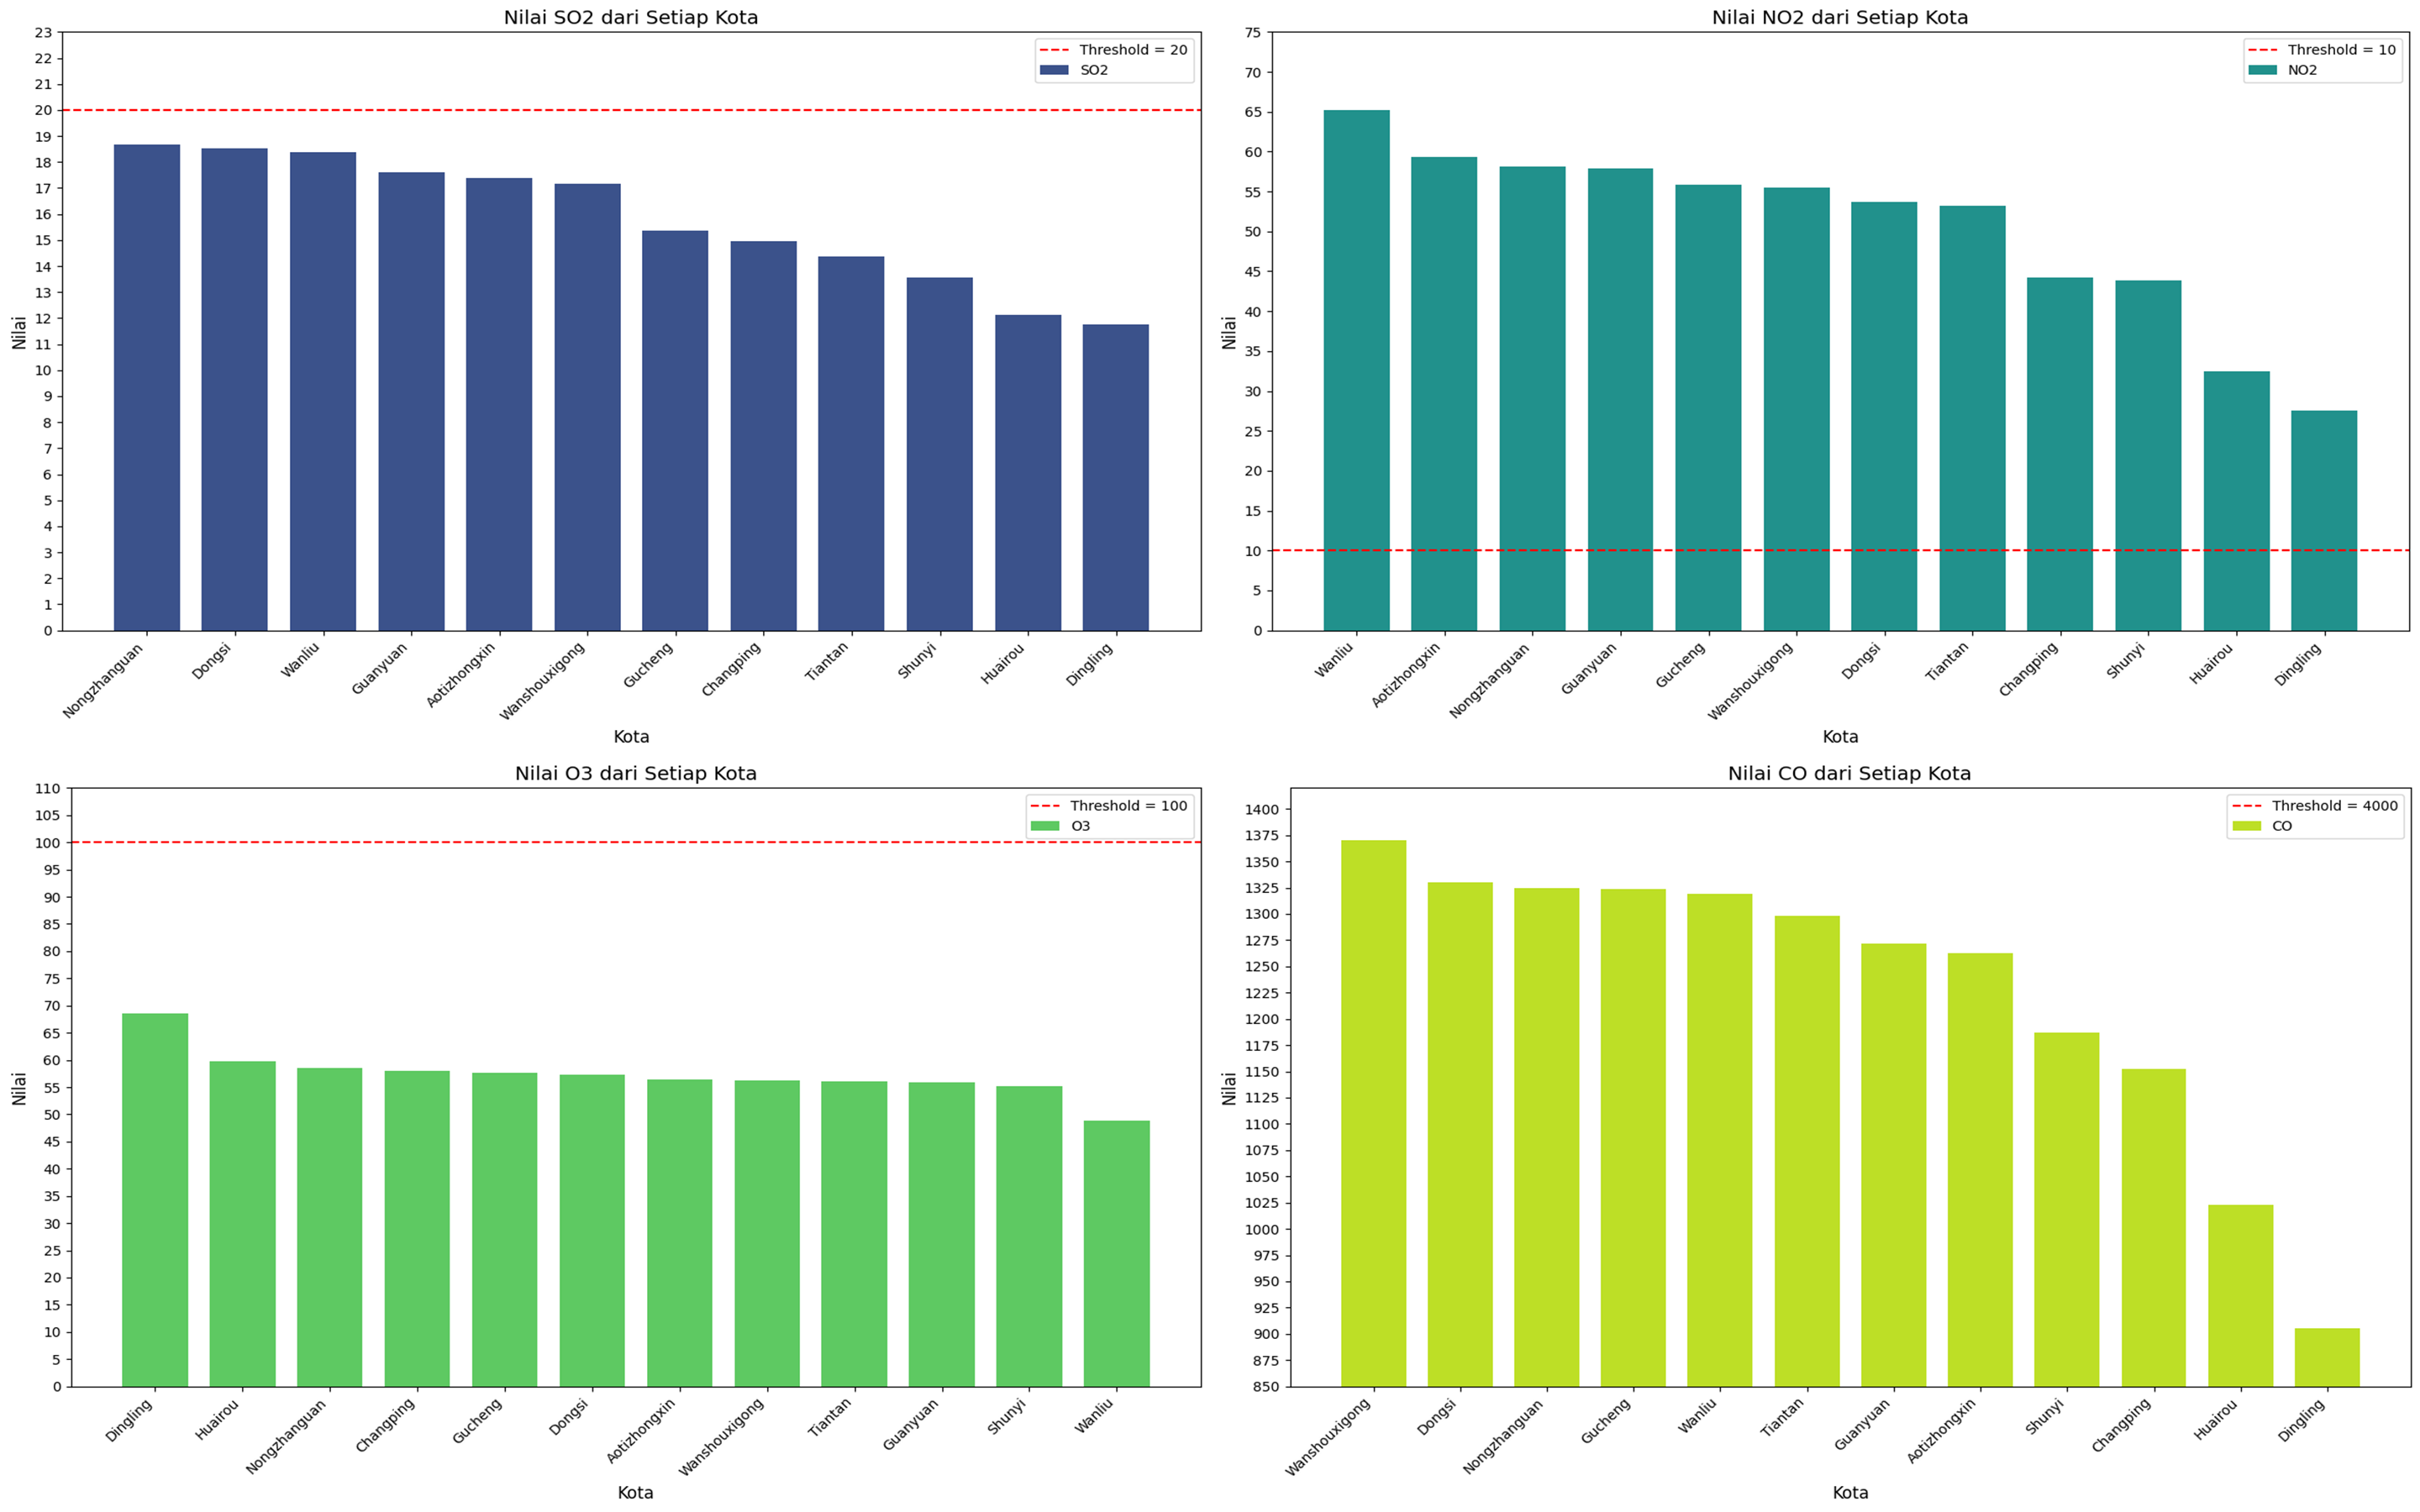 Nilai SO2 dari Setiap Kota
Threshold = 20
SO2
23
22
21
20
19
18
17
16
15
14
13
12
11
10
9
8
7
6
5
4
3
2
1
0
Nilai
Nongzhanguan
Dongsi
Wanliu
Guanyuan
Aotizhongxin
Wanshouxigong
Gucheng
Changping
Tiantan
Shunyi
Huairou
Dingling
Kota
Nilai NO2 dari Setiap Kota
Threshold = 10
NO2
75
70
65
60
55
50
45
40
35
30
25
20
15
10
5
0
Nilai
Wanliu
Aotizhongxin
Nongzhanguan
Guanyuan
Gucheng
Wanshouxigong
Dongsi
Tiantan
Changping
Shunyi
Huairou
Dingling
Kota
Nilai O3 dari Setiap Kota
Threshold = 100
O3
110
105
100
95
90
85
80
75
70
65
60
55
50
45
40
35
30
25
20
15
10
5
0
Nilai
Dingling
Huairou
Nongzhanguan
Changping
Gucheng
Dongsi
Aotizhongxin
Wanshouxigong
Tiantan
Guanyuan
Shunyi
Wanliu
Kota
Nilai CO dari Setiap Kota
Threshold = 4000
CO
1400
1375
1350
1325
1300
1275
1250
1225
1200
1175
1150
1125
1100
1075
1050
1025
1000
975
950
925
900
875
850
Nilai
Wanshouxigong
Dongsi
Nongzhanguan
Gucheng
Wanliu
Tiantan
Guanyuan
Aotizhongxin
Shunyi
Changping
Huairou
Dingling
Kota